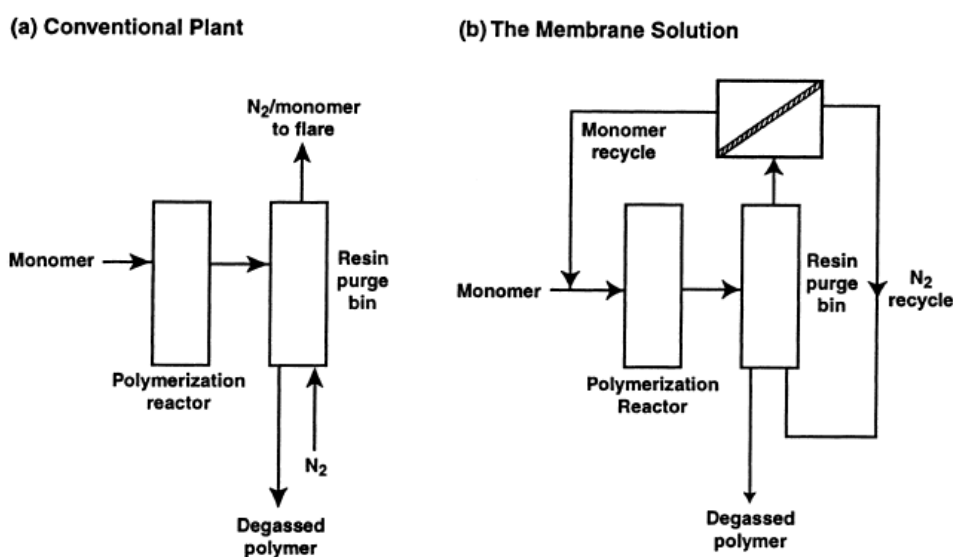 (a) Conventional Plant
N2/monomer
to flare
Monomer
Resin
purge
bin
Polymerization
reactor
N2
Degassed
polymer
(b) The Membrane Solution
Monomer
recycle
Monomer
Resin
purge
bin
N2
recycle
Polymerization
Reactor
Degassed
polymer